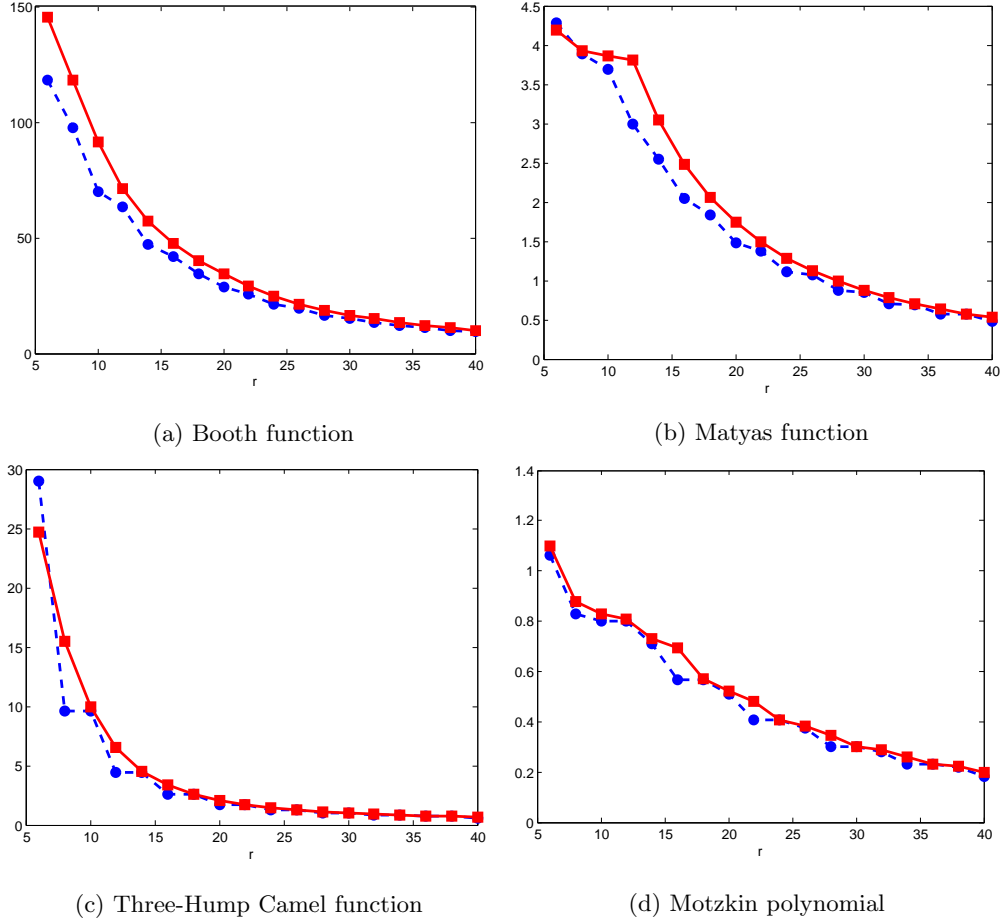 150
100
50
0
5 10 15 20 25 30 35 40
r
(a) Booth function
4.5
4
3.5
3
2.5
2
1.5
1
0.5
0
5 10 15 20 25 30 35 40
r
(b) Matyas function
30
25
20
15
10
5
0
5 10 15 20 25 30 35 40
r
(c) Three-Hump Camel function
1.4
1.2
1
0.8
0.6
0.4
0.2
0
5 10 15 20 25 30 35 40
r
(d) Motzkin polynomial